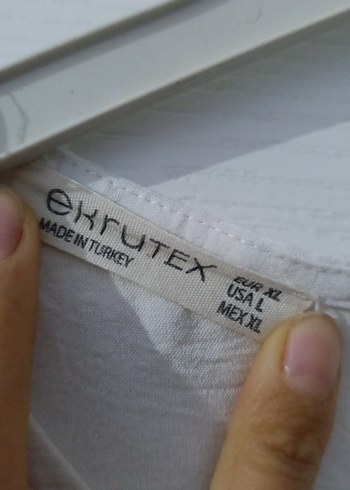 ekruTEX
MADE IN TURKEY
EUR XL
USA L
MEX XL